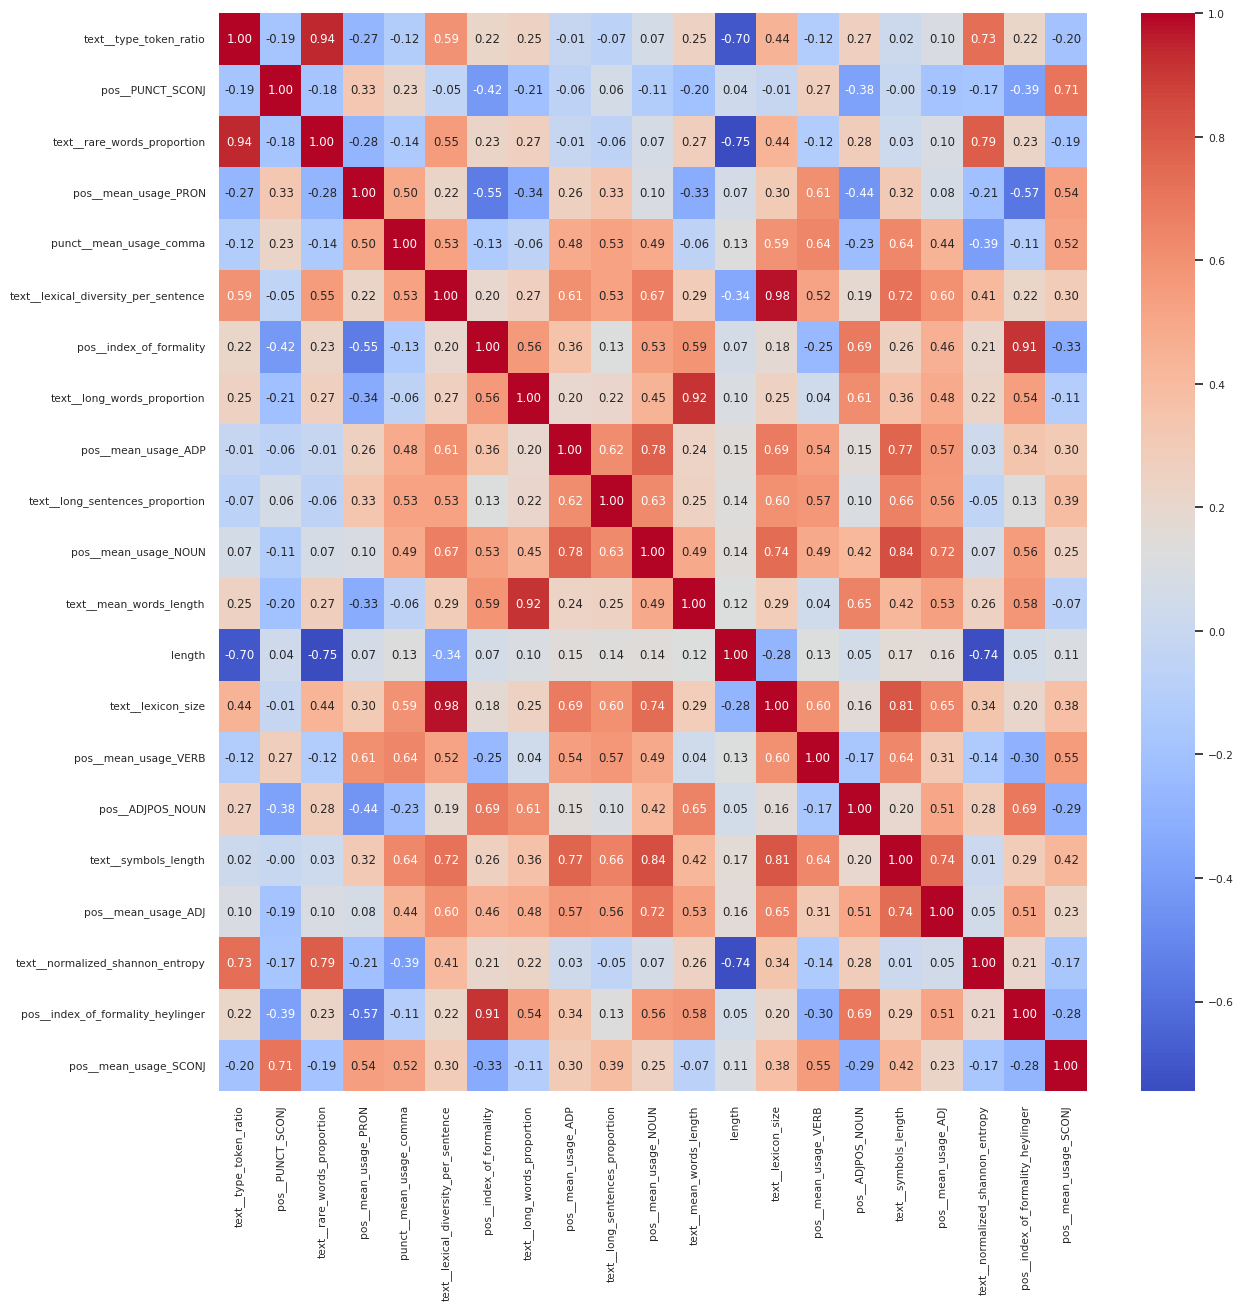 text__type_token_ratio 1.00 -0.19 0.94 -0.27 -0.12 0.59 0.22 0.25 -0.01 -0.07 0.07 0.25 -0.70 0.44 -0.12 0.27 0.02 0.10 0.73 0.22 -0.20
pos__PUNCT_SCONJ -0.19 1.00 -0.18 0.33 0.23 -0.05 -0.42 -0.21 -0.06 0.06 -0.11 -0.20 0.04 -0.01 0.27 -0.38 -0.00 -0.19 -0.17 -0.39 0.71
text__rare_words_proportion 0.94 -0.18 1.00 -0.28 -0.14 0.55 0.23 0.27 -0.01 -0.06 0.07 0.27 -0.75 0.44 -0.12 0.28 0.03 0.10 0.79 0.23 -0.19
pos__mean_usage_PRON -0.27 0.33 -0.28 1.00 0.50 0.22 -0.55 -0.34 0.26 0.33 0.10 -0.33 0.07 0.30 0.61 -0.44 0.32 0.08 -0.21 -0.57 0.54
punct__mean_usage_comma -0.12 0.23 -0.14 0.50 1.00 0.53 -0.13 -0.06 0.48 0.53 0.49 -0.06 0.13 0.59 0.64 -0.23 0.64 0.44 -0.39 -0.11 0.52
text__lexical_diversity_per_sentence 0.59 -0.05 0.55 0.22 0.53 1.00 0.20 0.27 0.61 0.53 0.67 0.29 -0.34 0.98 0.52 0.19 0.72 0.60 0.41 0.22 0.30
pos__index_of_formality 0.22 -0.42 0.23 -0.55 -0.13 0.20 1.00 0.56 0.36 0.13 0.53 0.59 0.07 0.18 -0.25 0.69 0.26 0.46 0.21 0.91 -0.33
text__long_words_proportion 0.25 -0.21 0.27 -0.34 -0.06 0.27 0.56 1.00 0.20 0.22 0.45 0.92 0.10 0.25 0.04 0.61 0.36 0.48 0.22 0.54 -0.11
pos__mean_usage_ADP -0.01 -0.06 -0.01 0.26 0.48 0.61 0.36 0.20 1.00 0.62 0.78 0.24 0.15 0.69 0.54 0.15 0.77 0.57 0.03 0.34 0.30
text__long_sentences_proportion -0.07 0.06 -0.06 0.33 0.53 0.53 0.13 0.22 0.62 1.00 0.63 0.25 0.14 0.60 0.57 0.10 0.66 0.56 -0.05 0.13 0.39
pos__mean_usage_NOUN 0.07 -0.11 0.07 0.10 0.49 0.67 0.53 0.45 0.78 0.63 1.00 0.49 0.14 0.74 0.49 0.42 0.84 0.72 0.07 0.56 0.25
text__mean_words_length 0.25 -0.20 0.27 -0.33 -0.06 0.29 0.59 0.92 0.24 0.25 0.49 1.00 0.12 0.29 0.04 0.65 0.42 0.53 0.26 0.58 -0.07
length -0.70 0.04 -0.75 0.07 0.13 -0.34 0.07 0.10 0.15 0.14 0.14 0.12 1.00 -0.28 0.13 0.05 0.17 0.16 -0.74 0.05 0.11
text__lexicon_size 0.44 -0.01 0.44 0.30 0.59 0.98 0.18 0.25 0.69 0.60 0.74 0.29 -0.28 1.00 0.60 0.16 0.81 0.65 0.34 0.20 0.38
pos__mean_usage_VERB -0.12 0.27 -0.12 0.61 0.64 0.52 -0.25 0.04 0.54 0.57 0.49 0.04 0.13 0.60 1.00 -0.17 0.64 0.31 -0.14 -0.30 0.55
pos__ADJPOS_NOUN 0.27 -0.38 0.28 -0.44 -0.23 0.19 0.69 0.61 0.15 0.10 0.42 0.65 0.05 0.16 -0.17 1.00 0.20 0.51 0.28 0.69 -0.29
text__symbols_length 0.02 -0.00 0.03 0.32 0.64 0.72 0.26 0.36 0.77 0.66 0.84 0.42 0.17 0.81 0.64 0.20 1.00 0.74 0.01 0.29 0.42
pos__mean_usage_ADJ 0.10 -0.19 0.10 0.08 0.44 0.60 0.46 0.48 0.57 0.56 0.72 0.53 0.16 0.65 0.31 0.51 0.74 1.00 0.05 0.51 0.23
text__normalized_shannon_entropy 0.73 -0.17 0.79 -0.21 -0.39 0.41 0.21 0.22 0.03 -0.05 0.07 0.26 -0.74 0.34 -0.14 0.28 0.01 0.05 1.00 0.21 -0.17
pos__index_of_formality_heylinger 0.22 -0.39 0.23 -0.57 -0.11 0.22 0.91 0.54 0.34 0.13 0.56 0.58 0.05 0.20 -0.30 0.69 0.29 0.51 0.21 1.00 -0.28
pos__mean_usage_SCONJ -0.20 0.71 -0.19 0.54 0.52 0.30 -0.33 -0.11 0.30 0.39 0.25 -0.07 0.11 0.38 0.55 -0.29 0.42 0.23 -0.17 -0.28 1.00
text__type_token_ratio
pos__PUNCT_SCONJ
text__rare_words_proportion
pos__mean_usage_PRON
punct__mean_usage_comma
text__lexical_diversity_per_sentence
pos__index_of_formality
text__long_words_proportion
pos__mean_usage_ADP
text__long_sentences_proportion
pos__mean_usage_NOUN
text__mean_words_length
length
text__lexicon_size
pos__mean_usage_VERB
pos__ADJPOS_NOUN
text__symbols_length
pos__mean_usage_ADJ
text__normalized_shannon_entropy
pos__index_of_formality_heylinger
pos__mean_usage_SCONJ
1.0
0.8
0.6
0.4
0.2
0.0
−0.2
−0.4
−0.6